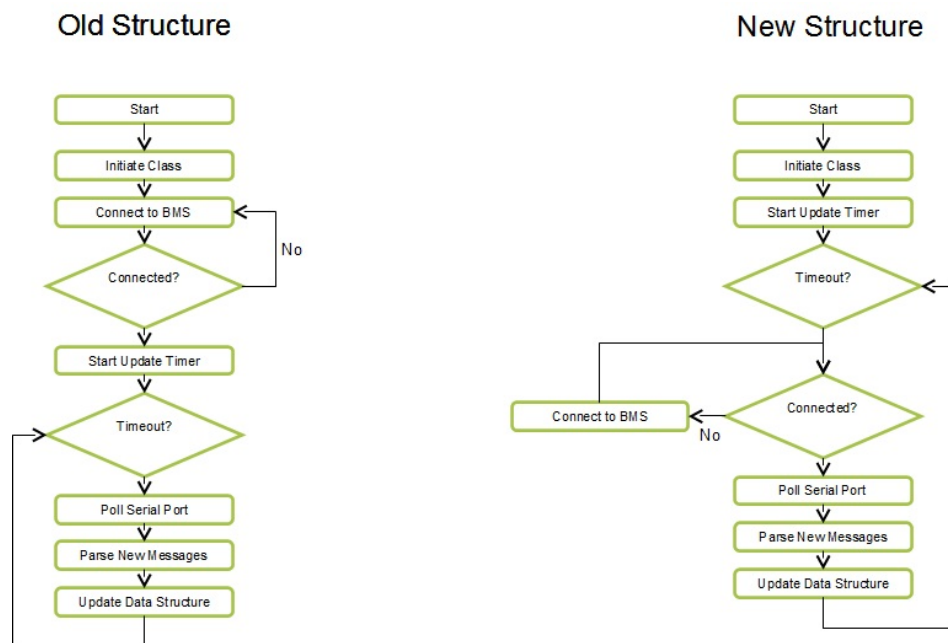 Old Structure
Start
Initiate Class
Connect to BMS
No
Connected?
Start Update Timer
Timeout?
Poll Serial Port
Parse New Messages
Update Data Structure
New Structure
Start
Initiate Class
Start Update Timer
Timeout?
Connected?
Connect to BMS
No
Poll Serial Port
Parse New Messages
Update Data Structure